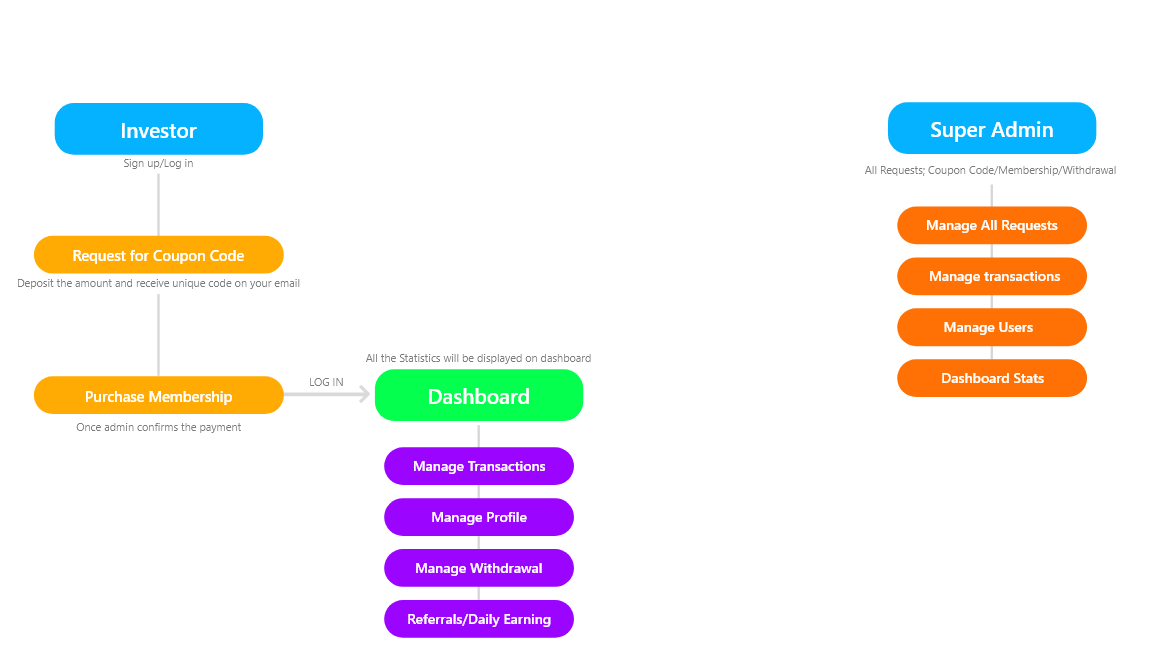 Investor
Sign up/Log in
Request for Coupon Code
Deposit the amount and receive unique code on your email
Purchase Membership
Once admin confirms the payment
LOG IN
All the Statistics will be displayed on dashboard
Dashboard
Manage Transactions
Manage Profile
Manage Withdrawal
Referrals/Daily Earning
Super Admin
All Requests; Coupon Code/Membership/Withdrawal
Manage All Requests
Manage transactions
Manage Users
Dashboard Stats